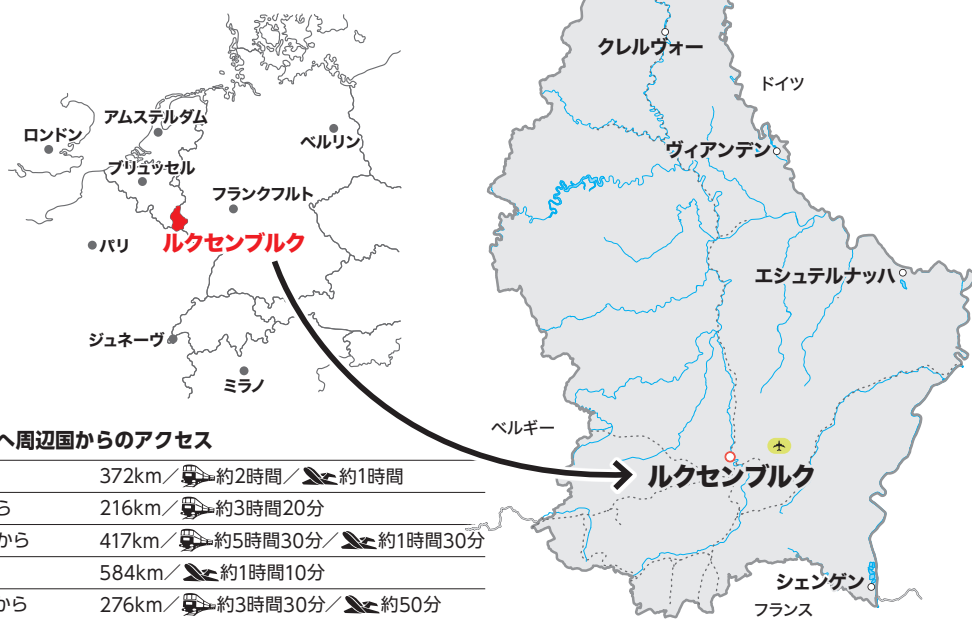 クレルヴォー
ドイツ
アムステルダム
ロンドン
ベルリン
ヴィアンデン
ブリュッセル
フランクフルト
パリ
ルクセンブルク
エシュテルナッハ
ジュネーヴ
ミラノ
ベルギー
ルクセンブルク
シェンゲン
フランス
へ周辺国からのアクセス
372km／約2時間／約1時間
ら 216km／約3時間20分
から 417km／約5時間30分／約1時間30分
584km／約1時間10分
から 276km／約3時間30分／約50分